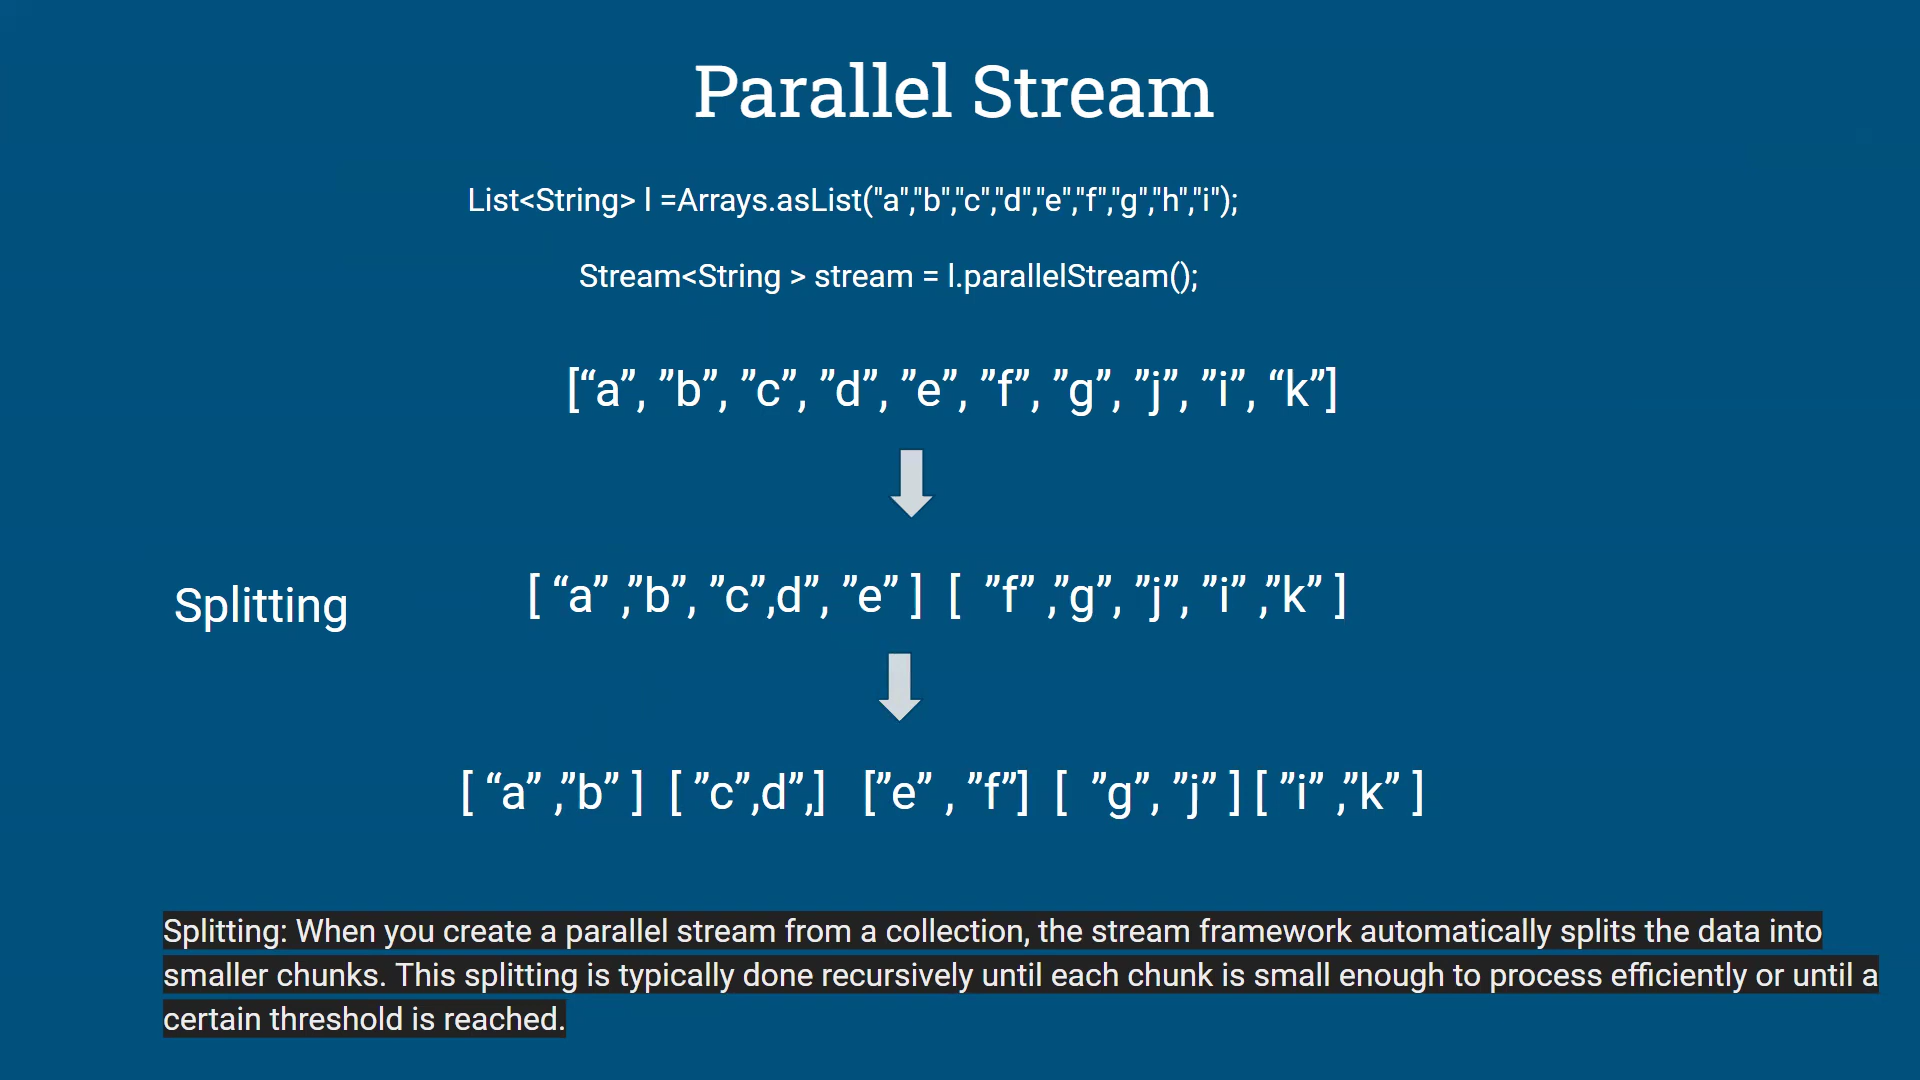 Parallel Stream
List<String> l =Arrays.asList("a","b","c","d","e","f","g","h","i");
Stream<String > stream = l.parallelStream();
[“a”, ”b”, ”c”, ”d”, ”e”, ”f”, ”g”, ”j”, ”i”, “k”]
Splitting
[ “a” ,”b”, ”c”,d”, ”e” ] [ ”f” ,”g”, ”j”, ”i” ,”k” ]
[ “a” ,”b” ] [ ”c”,d”,] [”e” , ”f”] [ ”g”, ”j” ] [ ”i” ,”k” ]
Splitting: When you create a parallel stream from a collection, the stream framework automatically splits the data into
smaller chunks. This splitting is typically done recursively until each chunk is small enough to process efficiently or until a
certain threshold is reached.